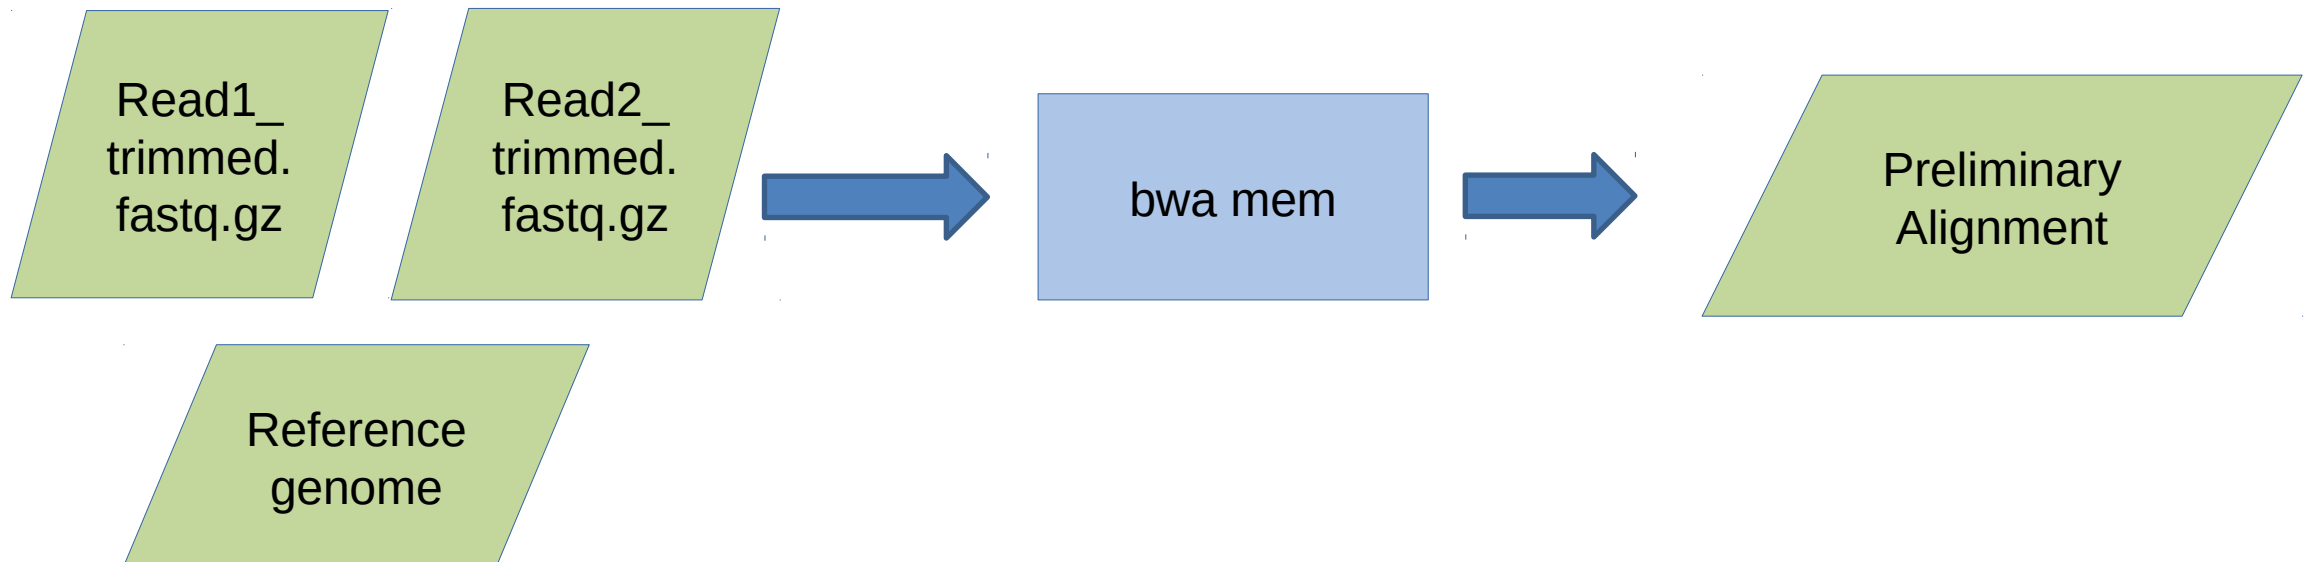 Read1_
trimmed.
fastq.gz
Read2_
trimmed.
fastq.gz
bwa mem
Preliminary
Alignment
Reference
genome